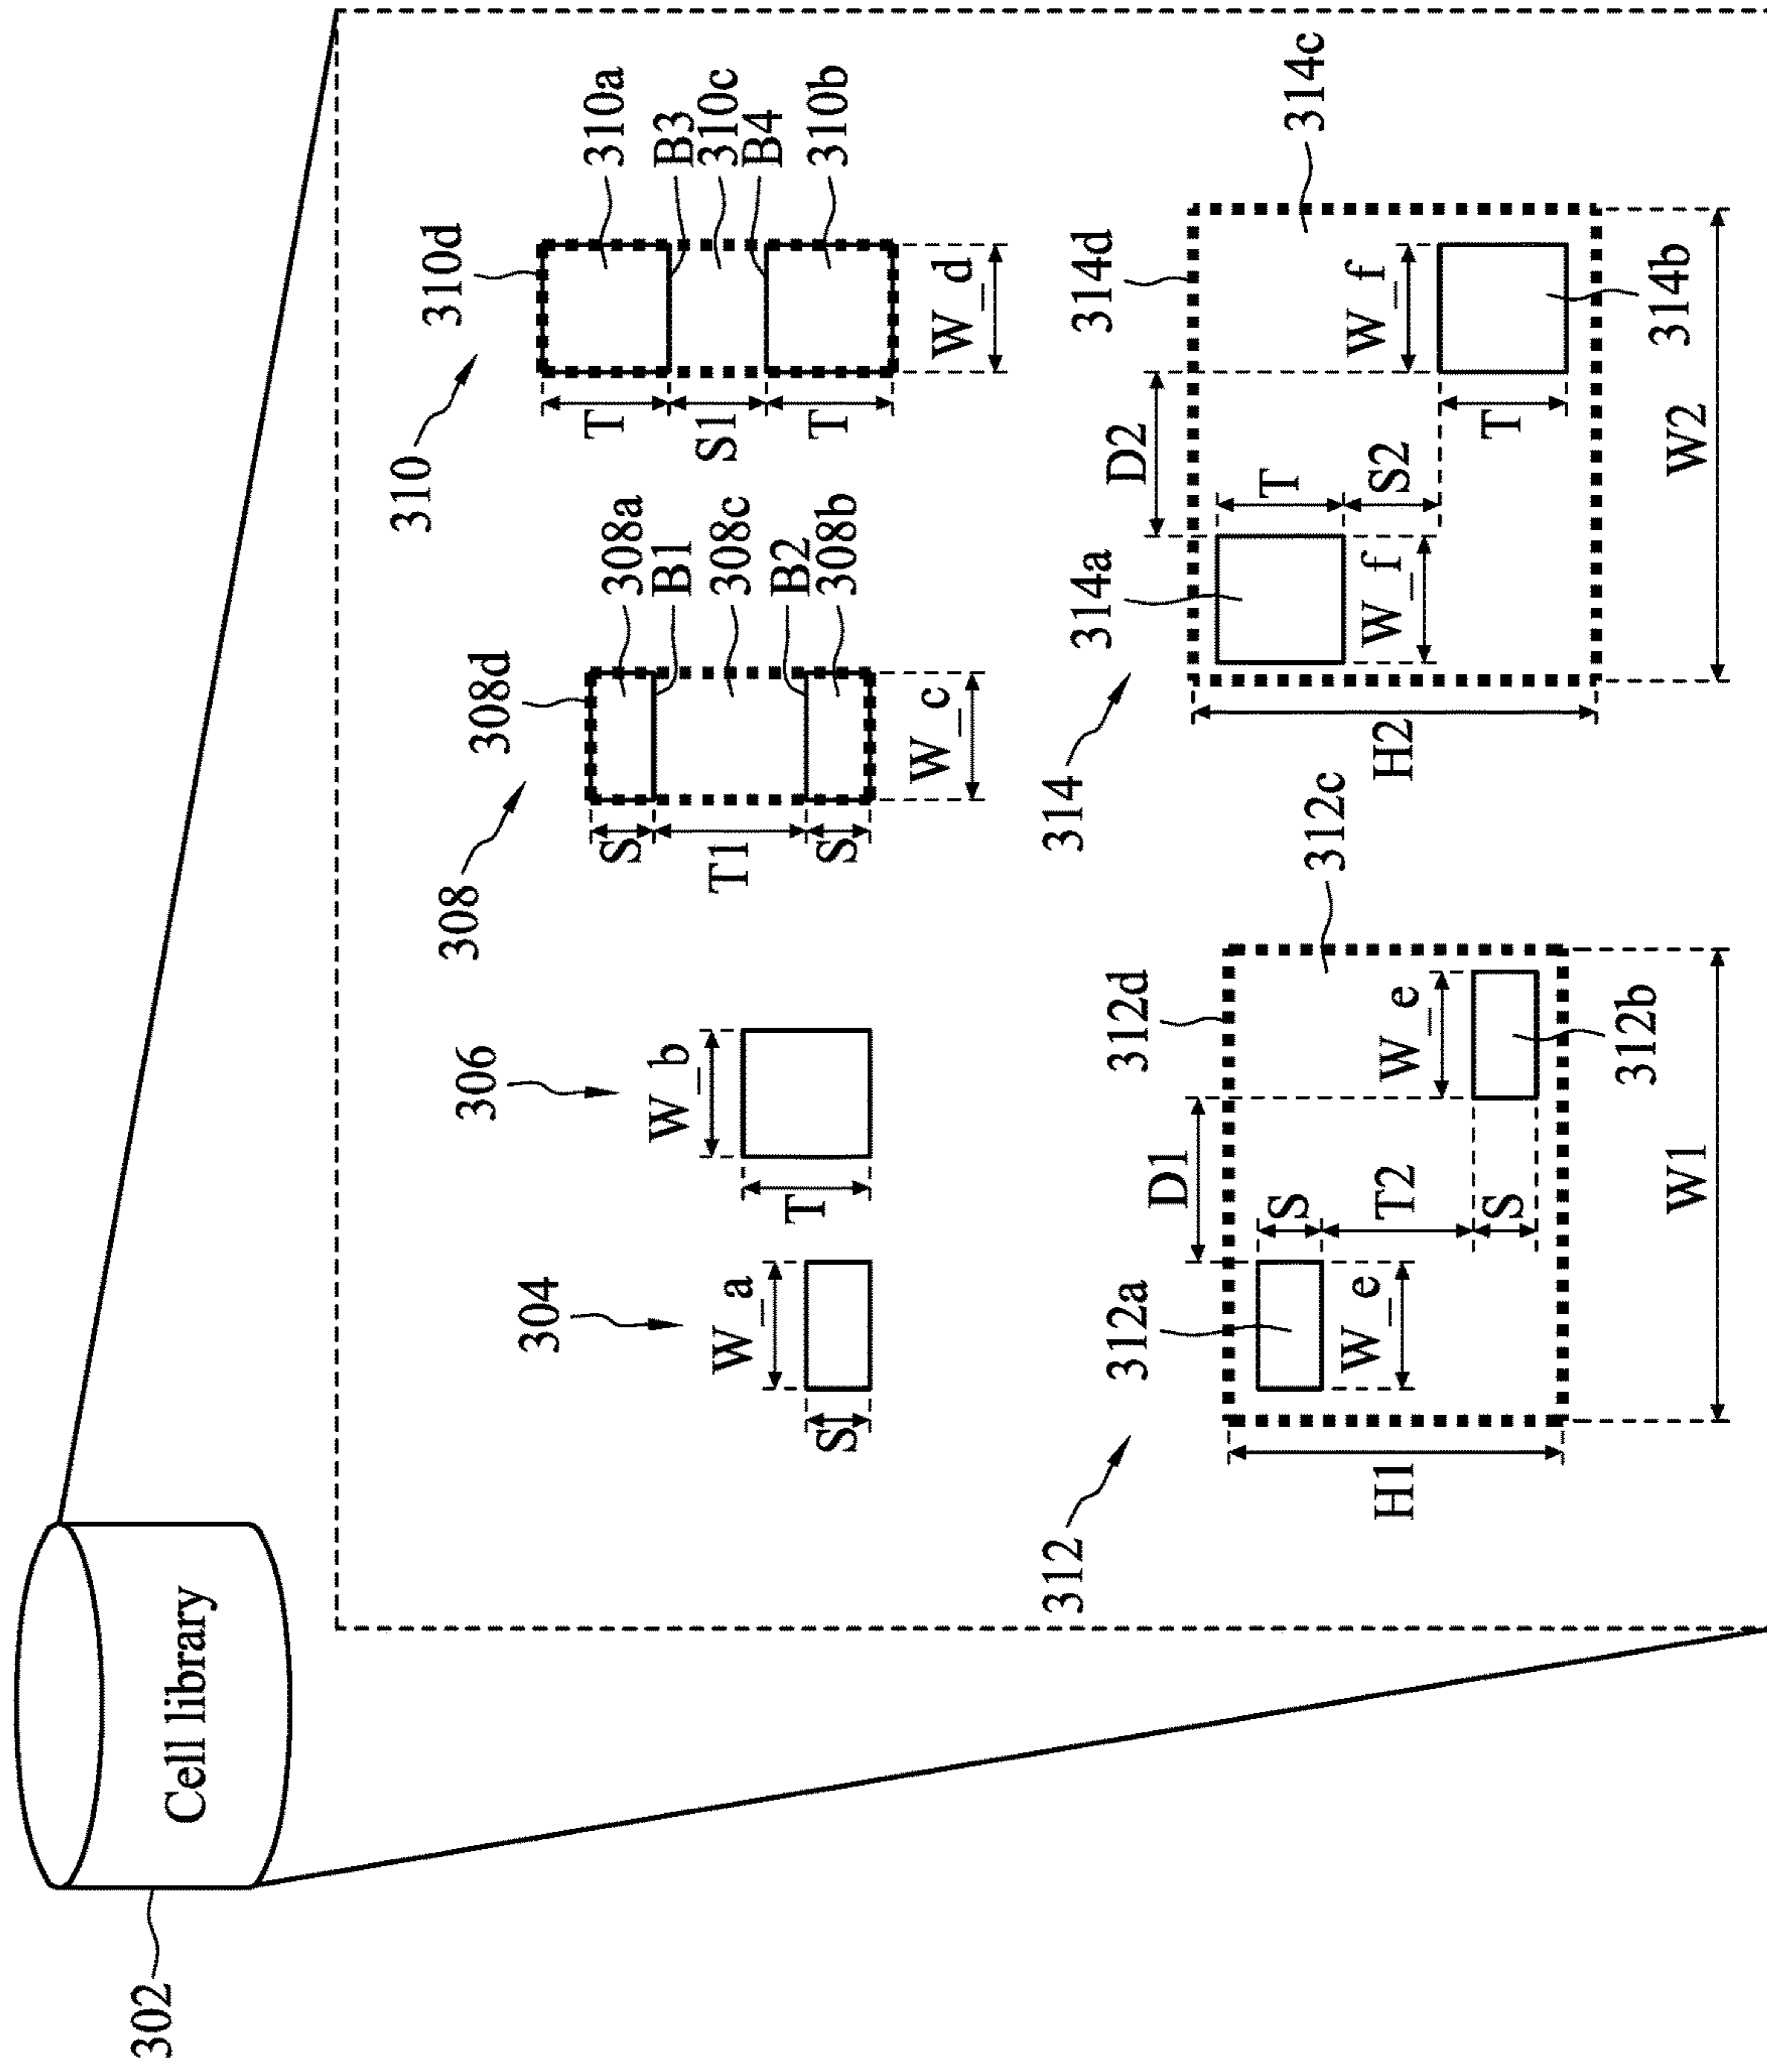 302
Cell library
304
W_a
S
306
W_b
T
308
308d
S
T1
S
308a
B1
308c
B2
308b
W_c
310
310d
T
S1
T
310a
B3
310c
B4
310b
W_d
312
312a
D1
312d
312c
S
W_e
T2
W_e
S
312b
H1
W1
314
314a
D2
314d
314c
T
W_f
S2
W_f
T
314b
H2
W2